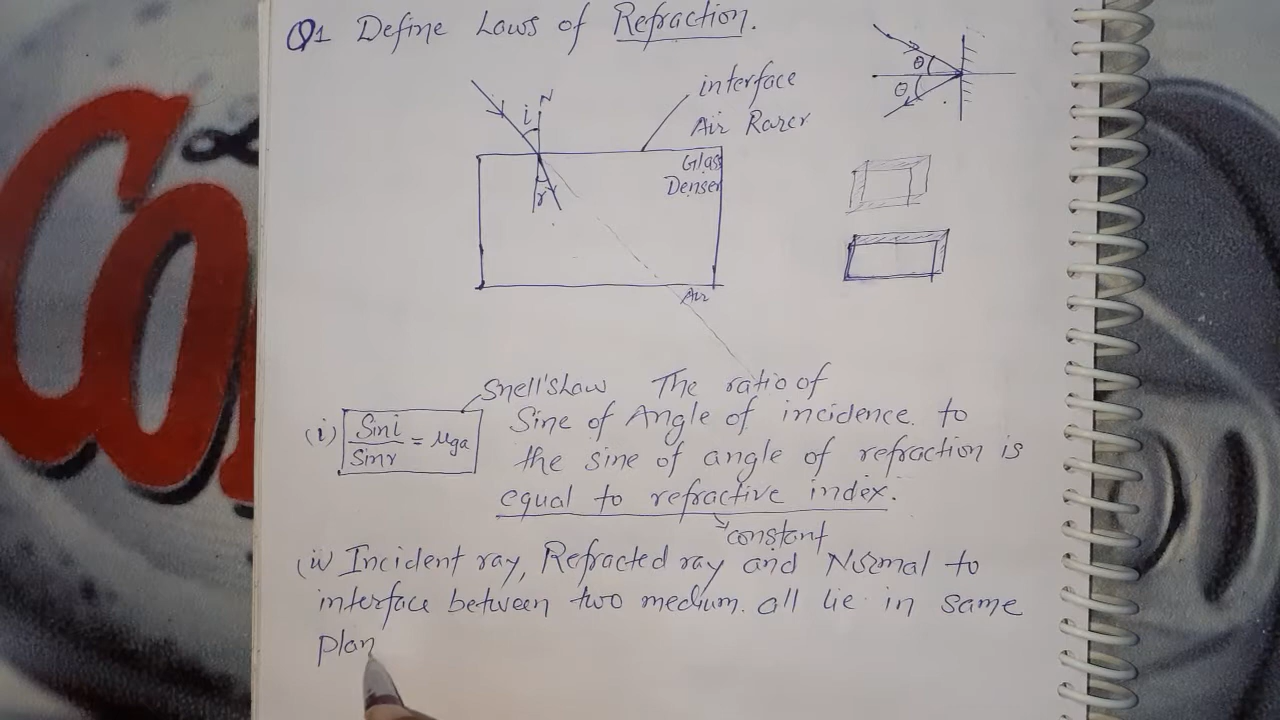 Q1 Define Laws of Refraction.
interface
Air Rarer
N
i
Glass
Denser
r
Air
θ
θ
Snell's Law The ratio of
(i) Sin i / Sin r = μga Sine of Angle of incidence. to
the sine of angle of refraction is
equal to refractive index.
constant
(ii) Incident ray, Refracted ray and Normal to
interface between two medium. all lie in same
plan